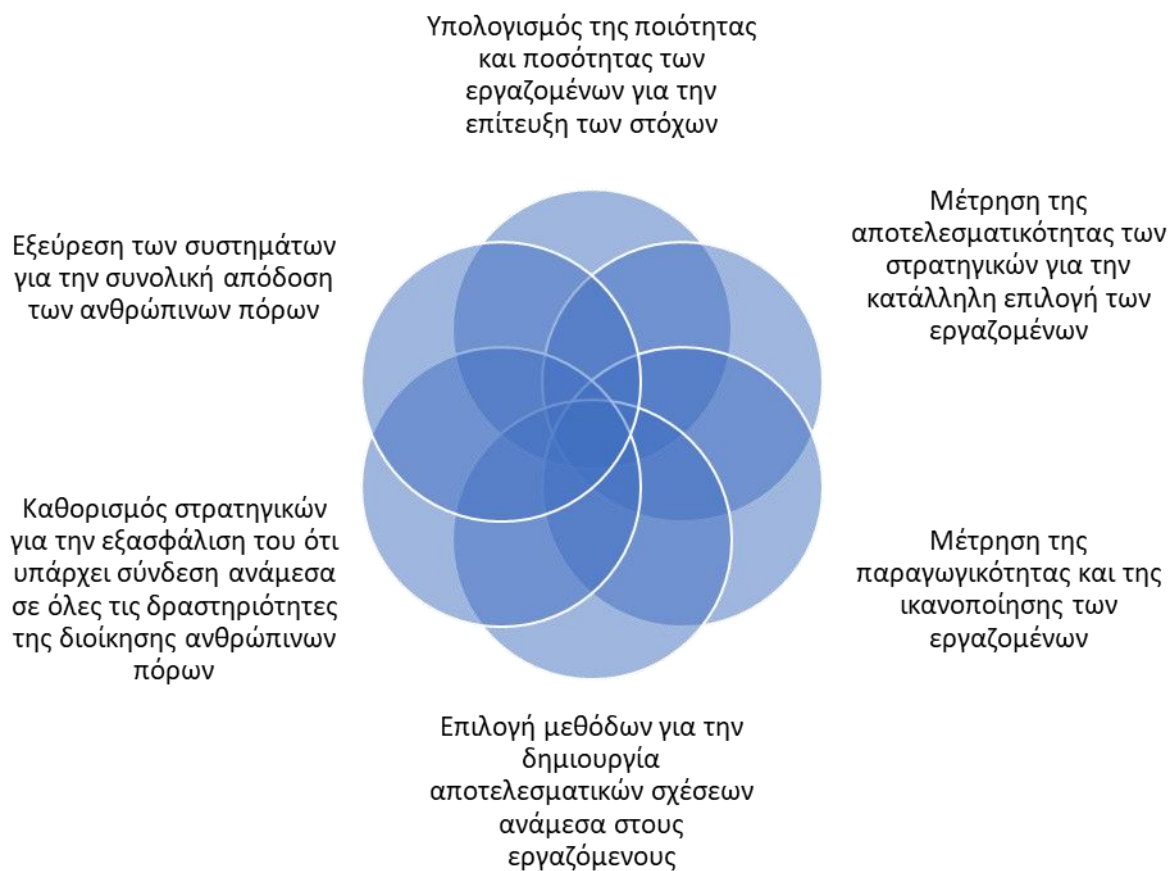 Υπολογισμός της ποιότητας
και ποσότητας των
εργαζομένων για την
επίτευξη των στόχων
Μέτρηση της
αποτελεσματικότητας των
στρατηγικών για την
κατάλληλη επιλογή των
εργαζομένων
Μέτρηση της
παραγωγικότητας και της
ικανοποίησης των
εργαζομένων
Επιλογή μεθόδων για την
δημιουργία
αποτελεσματικών σχέσεων
ανάμεσα στους
εργαζόμενους
Καθορισμός στρατηγικών
για την εξασφάλιση του ότι
υπάρχει σύνδεση ανάμεσα
σε όλες τις δραστηριότητες
της διοίκησης ανθρώπινων
πόρων
Εξεύρεση των συστημάτων
για την συνολική απόδοση
των ανθρώπινων πόρων